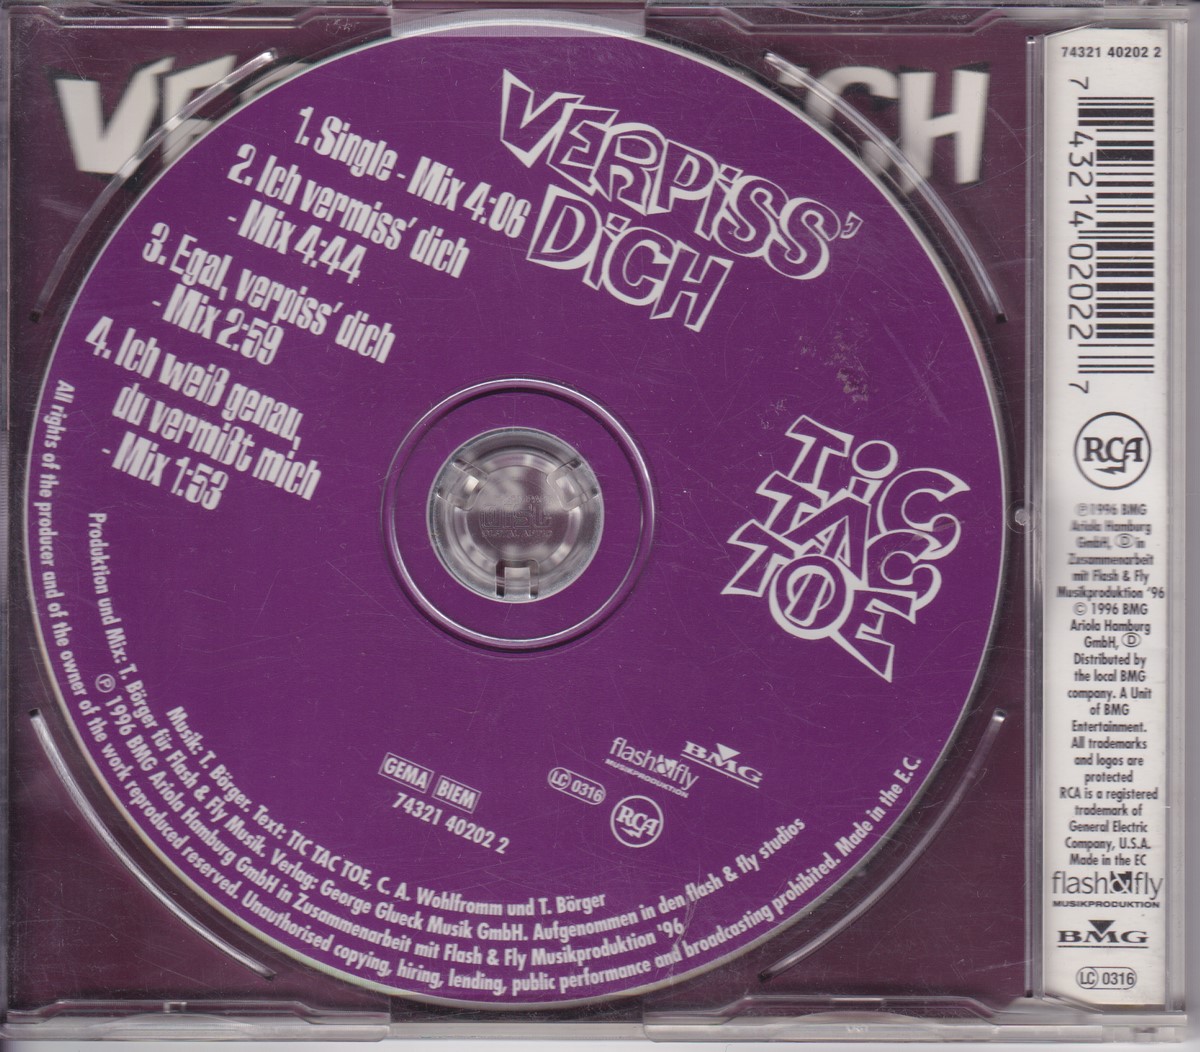 VERPiSS'
DiCH
1. Single - Mix 4:06
2. Ich vermiss' dich
- Mix 4:44
3. Egal, verpiss' dich
- Mix 2:59
4. Ich weiß genau,
du vermißt mich
- Mix 1:53
TiC
TAC
TOE
flash&fly
MUSIKPRODUKTION
BMG
GEMA BIEM
74321 40202 2
LC 0316
RCA
Musik: T. Börger. Text: TIC TAC TOE, C. A. Wohlfromm und T. Börger
Produktion und Mix: T. Börger für Flash & Fly Musik. Verlag: George Glueck Musik GmbH. Aufgenommen in den flash & fly studios
℗ 1996 BMG Ariola Hamburg GmbH in Zusammenarbeit mit Flash & Fly Musikproduktion '96
All rights of the producer and of the owner of the work reproduced reserved. Unauthorised copying, hiring, lending, public performance and broadcasting prohibited. Made in the E.C.
74321 40202 2
7 43214 02022 7
RCA
℗ 1996 BMG
Ariola Hamburg
GmbH, Ⓓ in
Zusammenarbeit
mit Flash & Fly
Musikproduktion '96
© 1996 BMG
Ariola Hamburg
GmbH, Ⓓ
Distributed by
the local BMG
company. A Unit
of BMG
Entertainment.
All trademarks
and logos are
protected
RCA is a registered
trademark of
General Electric
Company, U.S.A.
Made in the EC
flash&fly
MUSIKPRODUKTION
BMG
LC 0316